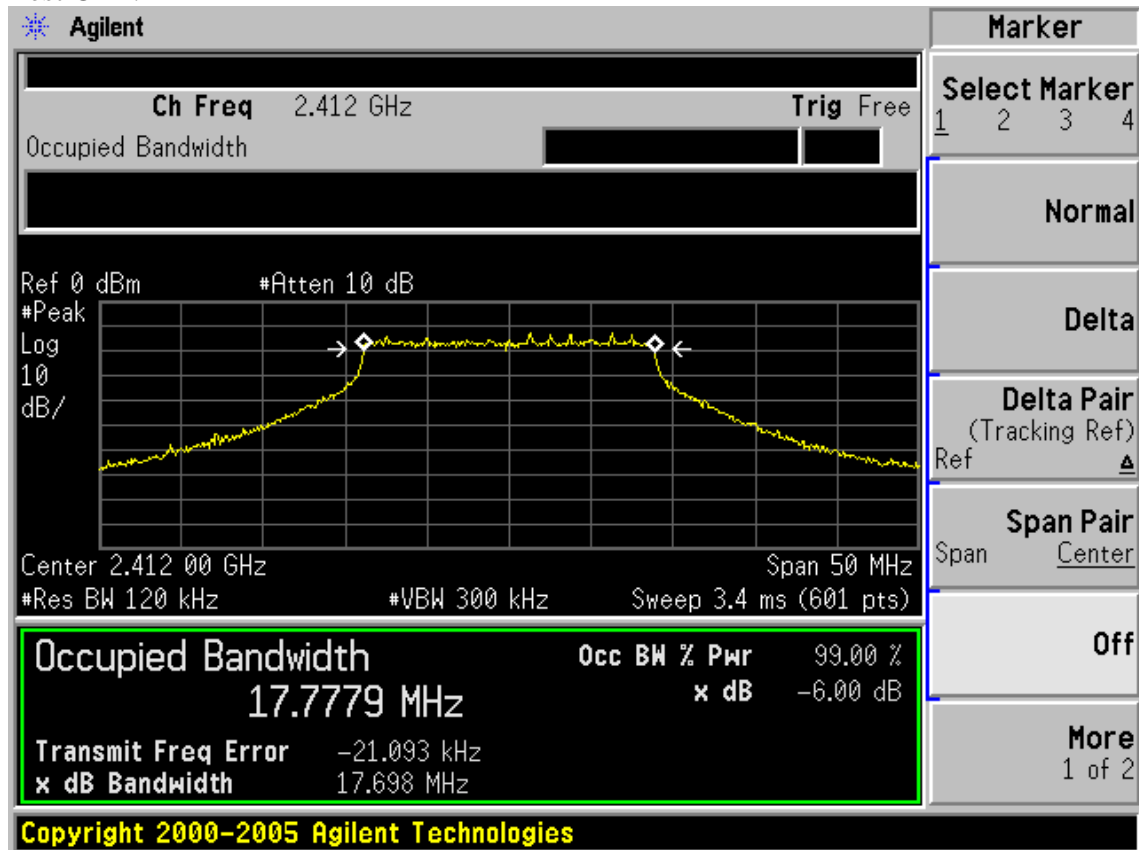 Agilent
Marker
Ch Freq 2.412 GHz Trig Free
Occupied Bandwidth
Select Marker
1 2 3 4
Normal
Delta
Delta Pair
(Tracking Ref)
Ref Δ
Span Pair
Span Center
Off
More
1 of 2
Ref 0 dBm #Atten 10 dB
#Peak
Log
10
dB/
Center 2.412 00 GHz Span 50 MHz
#Res BW 120 kHz #VBW 300 kHz Sweep 3.4 ms (601 pts)
Occupied Bandwidth Occ BW % Pwr 99.00 %
17.7779 MHz x dB -6.00 dB
Transmit Freq Error -21.093 kHz
x dB Bandwidth 17.698 MHz
Copyright 2000-2005 Agilent Technologies